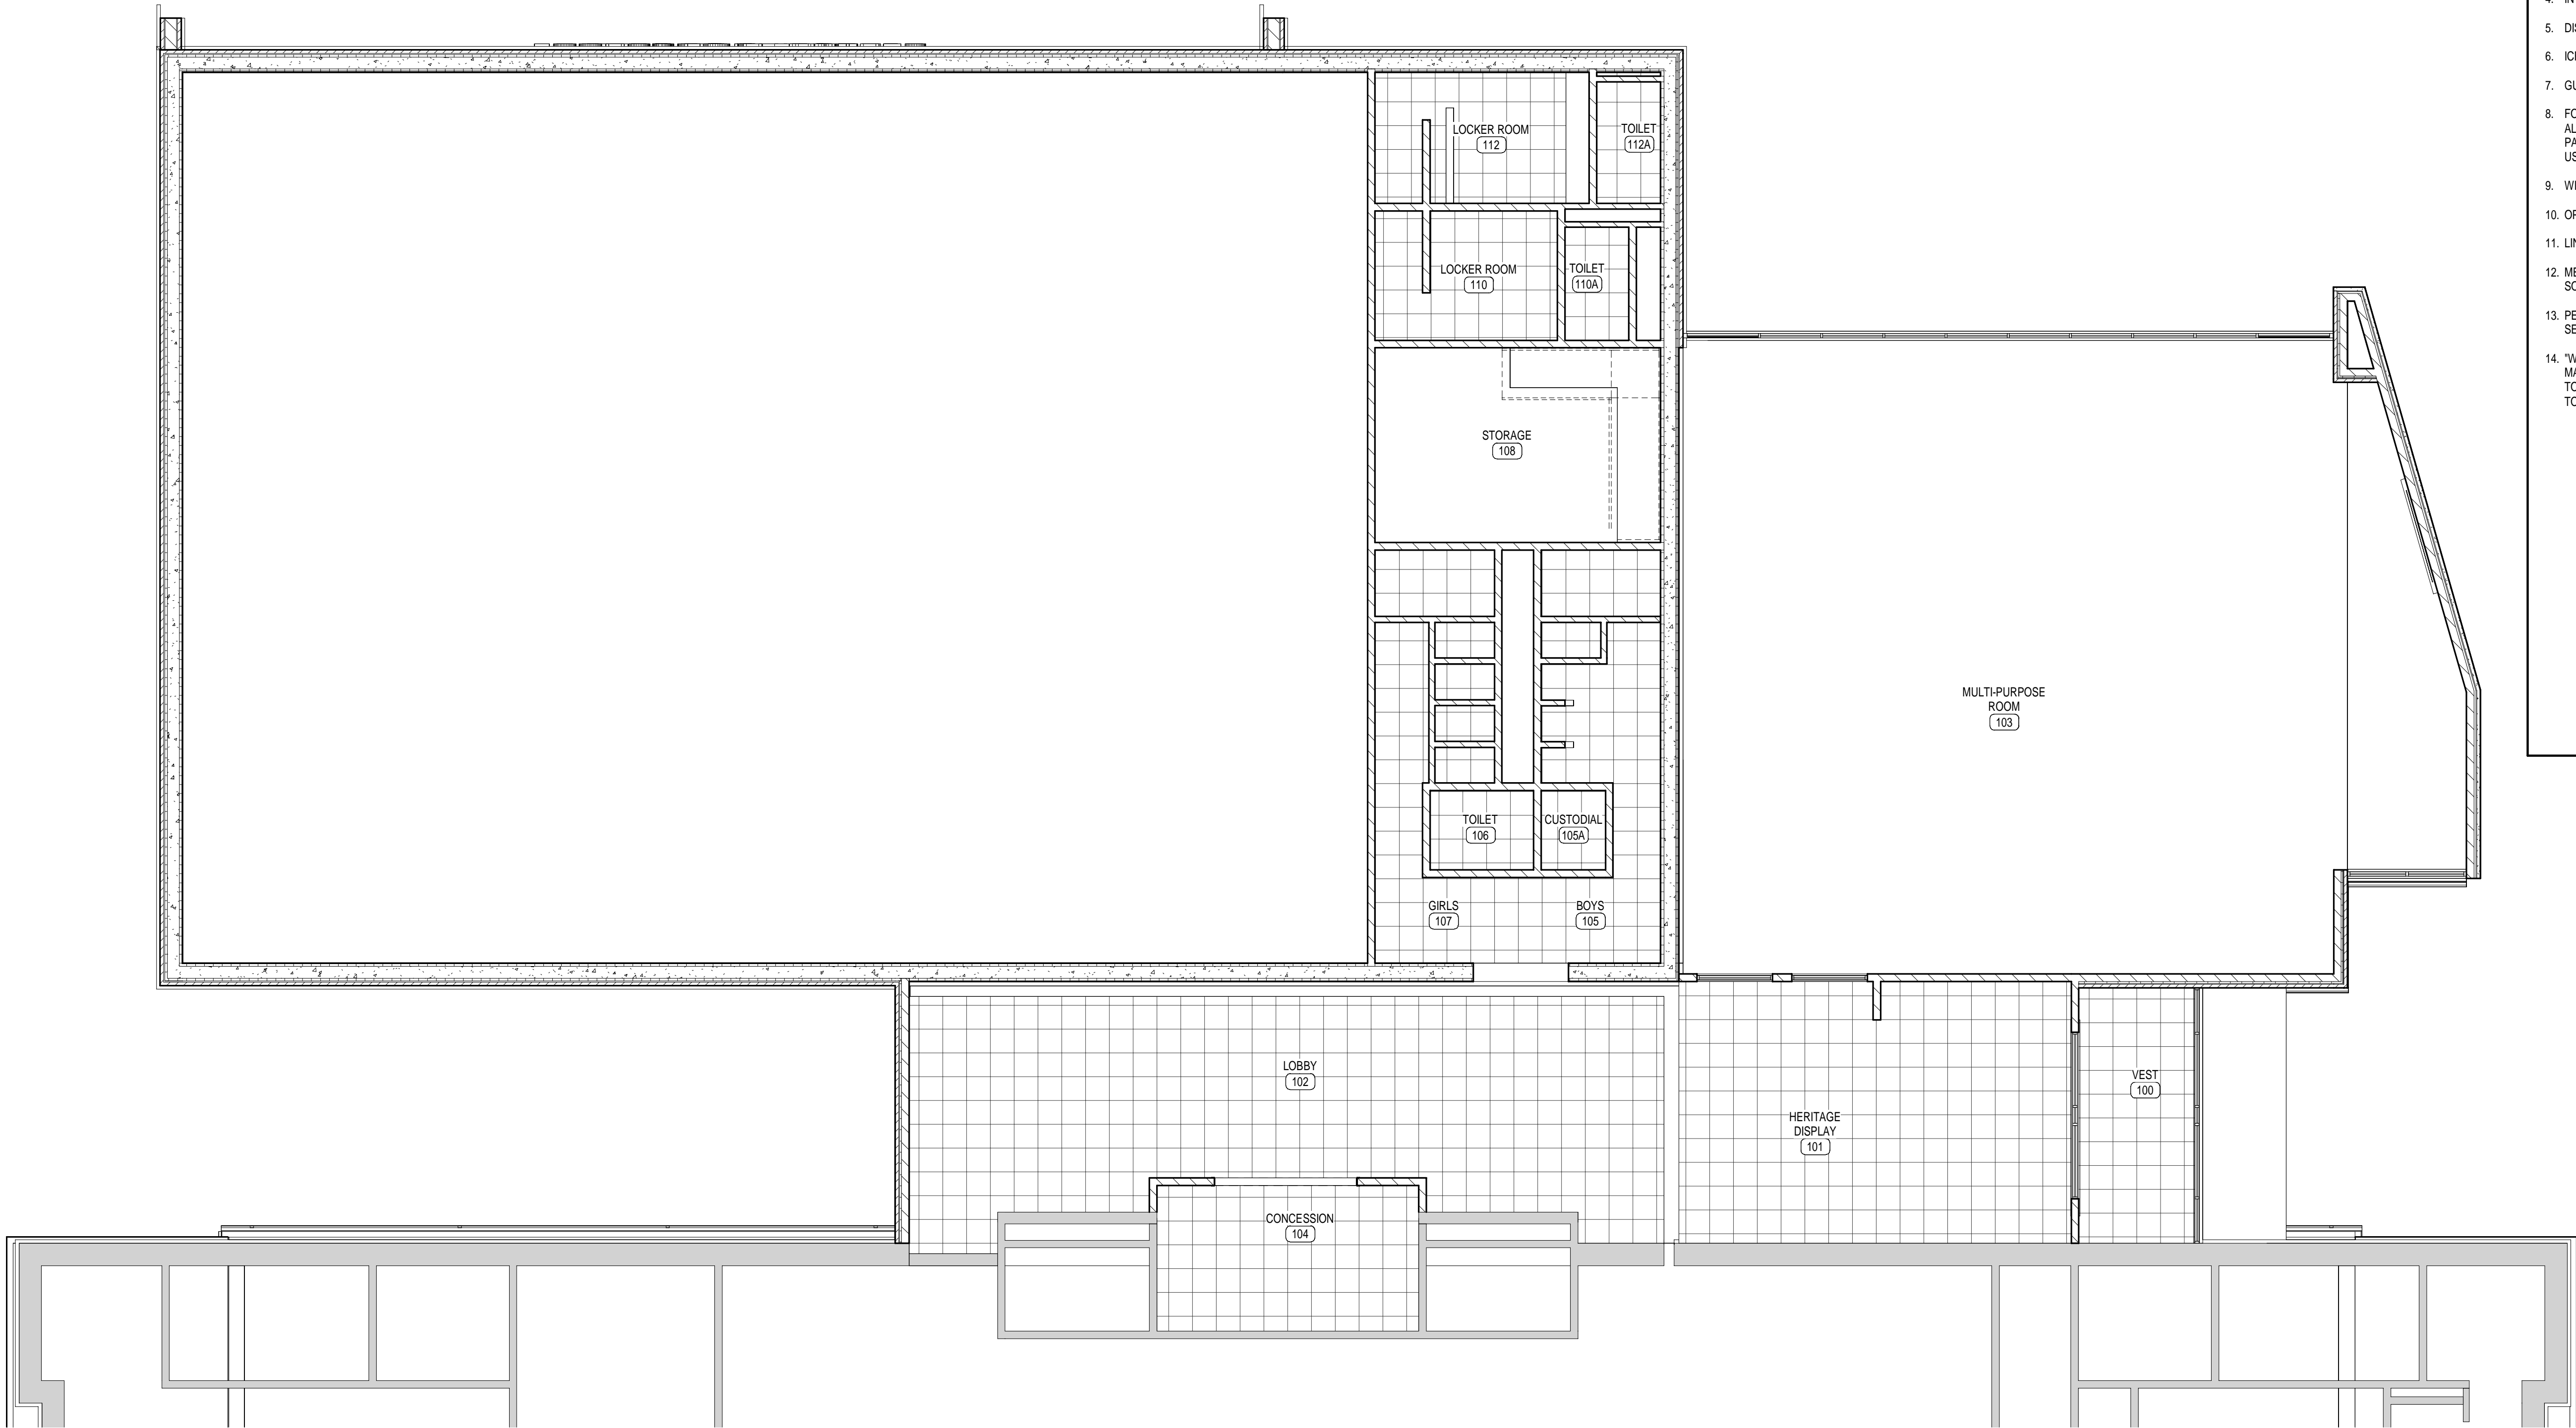 LOCKER ROOM
112
TOILET
112A
LOCKER ROOM
110
TOILET
110A
STORAGE
108
MULTI-PURPOSE
ROOM
103
TOILET
106
CUSTODIAL
105A
GIRLS
107
BOYS
105
LOBBY
102
HERITAGE
DISPLAY
101
VEST
100
CONCESSION
104
4.
5.
6.
7.
8.
9.
10.
11.
12.
13.
14.